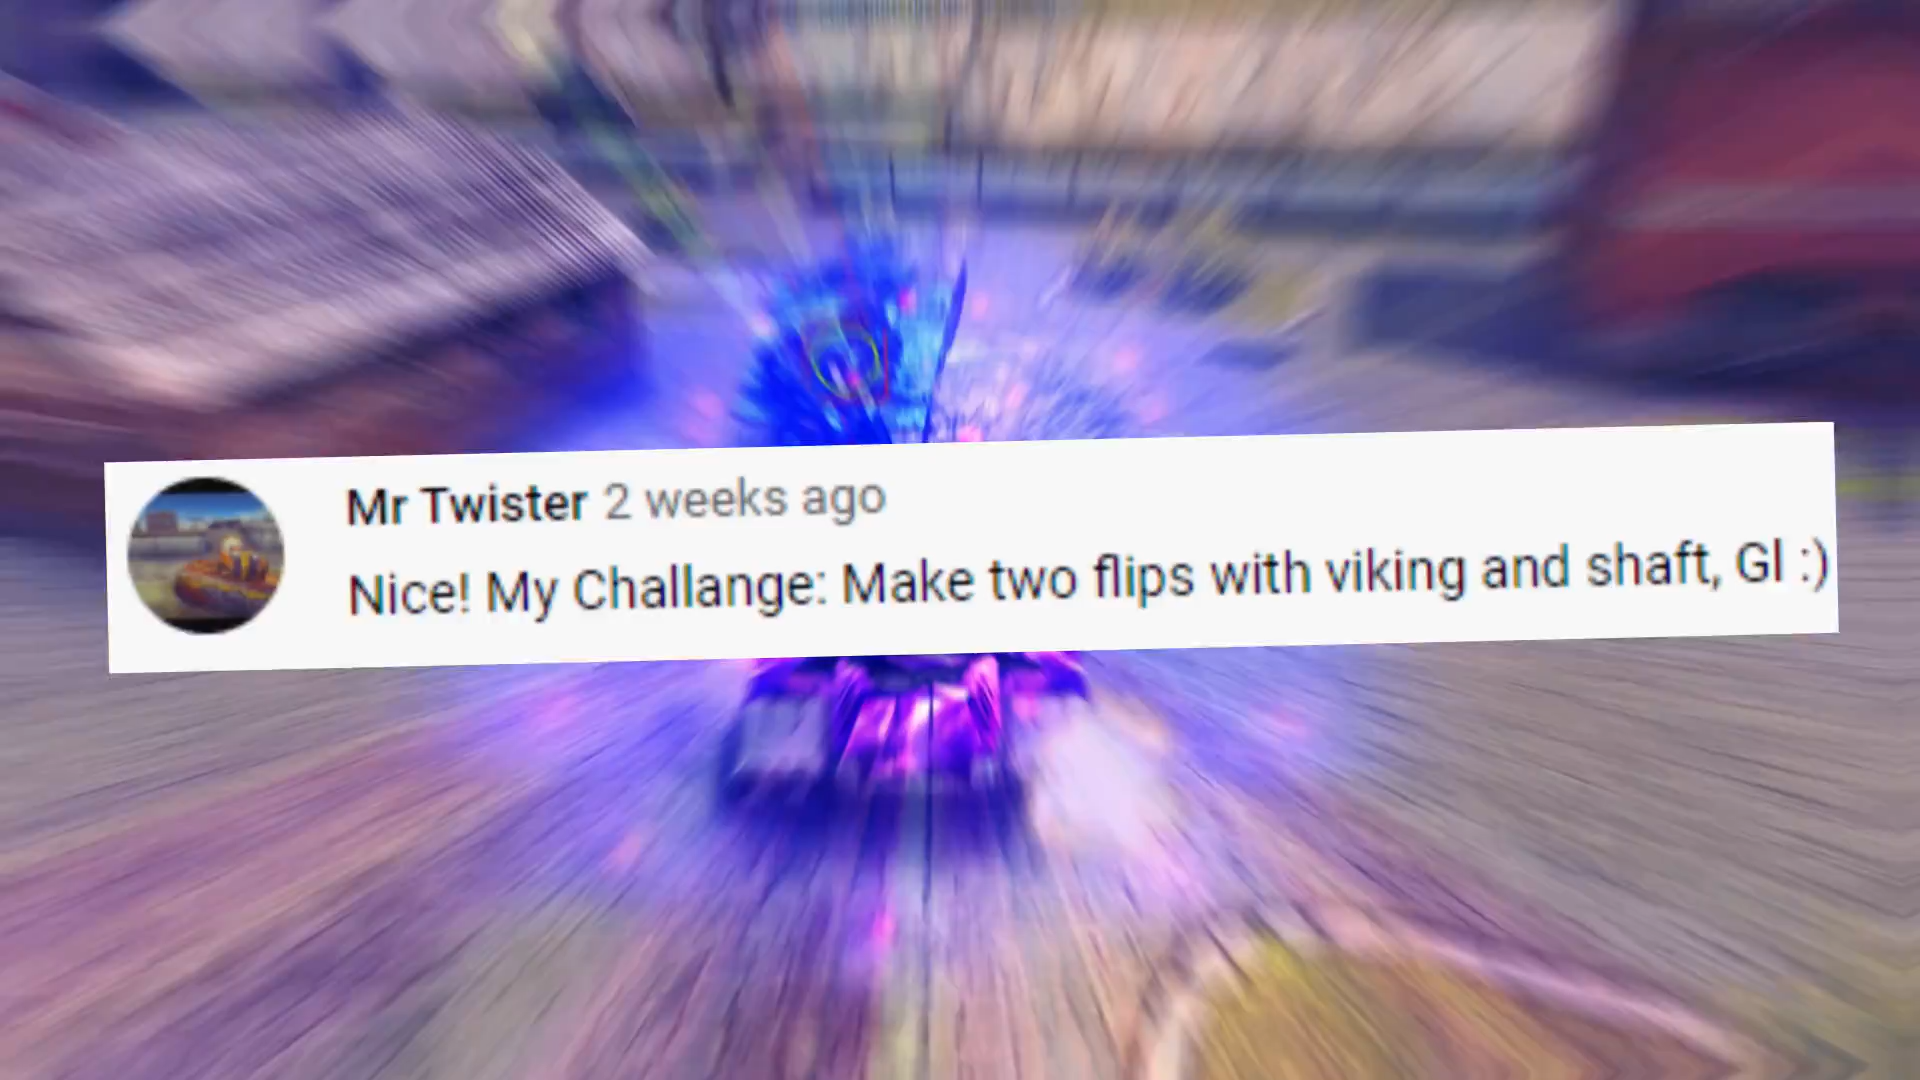 Mr Twister 2 weeks ago
Nice! My Challange: Make two flips with viking and shaft, Gl :)